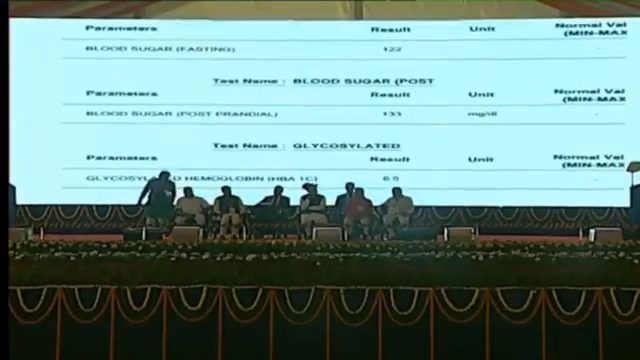 Parameters Result Unit Normal Val
(MIN-MAX
BLOOD SUGAR (FASTING) 122
Test Name : BLOOD SUGAR (POST
Parameters Result Unit Normal Val
(MIN-MAX
BLOOD SUGAR (POST PRANDIAL) 133 mg/dl
Test Name : GLYCOSYLATED
Parameters Result Unit Normal Val
(MIN-MAX
HEMOGLOBIN (HBA 1C) 6.5